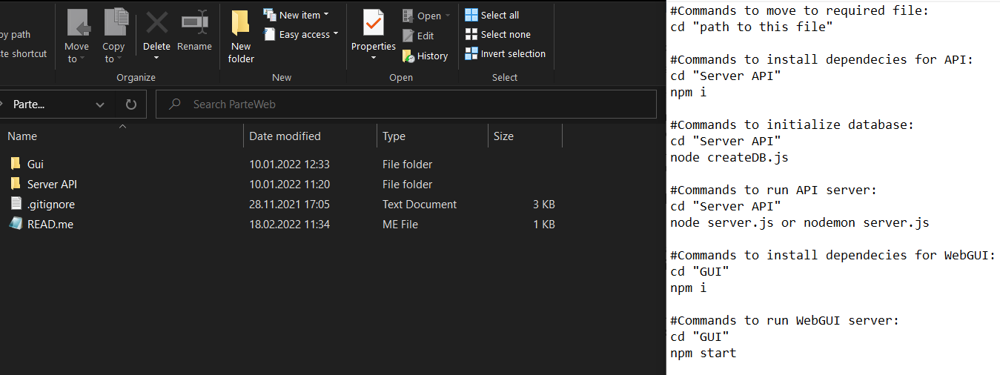 by path
te shortcut
Move to
Copy to
Delete
Rename
Organize
New folder
New item
Easy access
New
Properties
Open
Edit
History
Open
Select all
Select none
Invert selection
Select
Parte...
Search ParteWeb
Name Date modified Type Size
Gui 10.01.2022 12:33 File folder
Server API 10.01.2022 11:20 File folder
.gitignore 28.11.2021 17:05 Text Document 3 KB
READ.me 18.02.2022 11:34 ME File 1 KB
#Commands to move to required file:
cd "path to this file"
#Commands to install dependecies for API:
cd "Server API"
npm i
#Commands to initialize database:
cd "Server API"
node createDB.js
#Commands to run API server:
cd "Server API"
node server.js or nodemon server.js
#Commands to install dependecies for WebGUI:
cd "GUI"
npm i
#Commands to run WebGUI server:
cd "GUI"
npm start